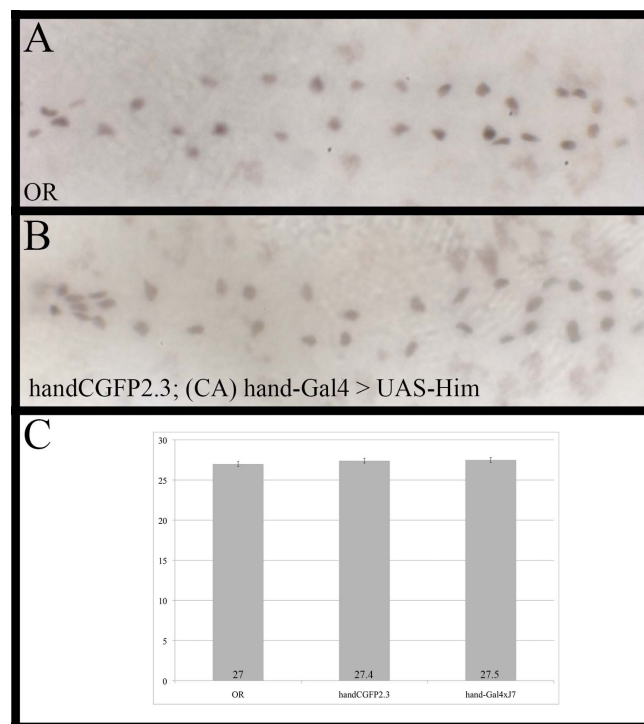 A
OR
B
handCGFP2.3; (CA) hand-Gal4 > UAS-Him
C
30
25
20
15
10
5
0
27 27.4 27.5
OR handCGFP2.3 hand-Gal4xJ7